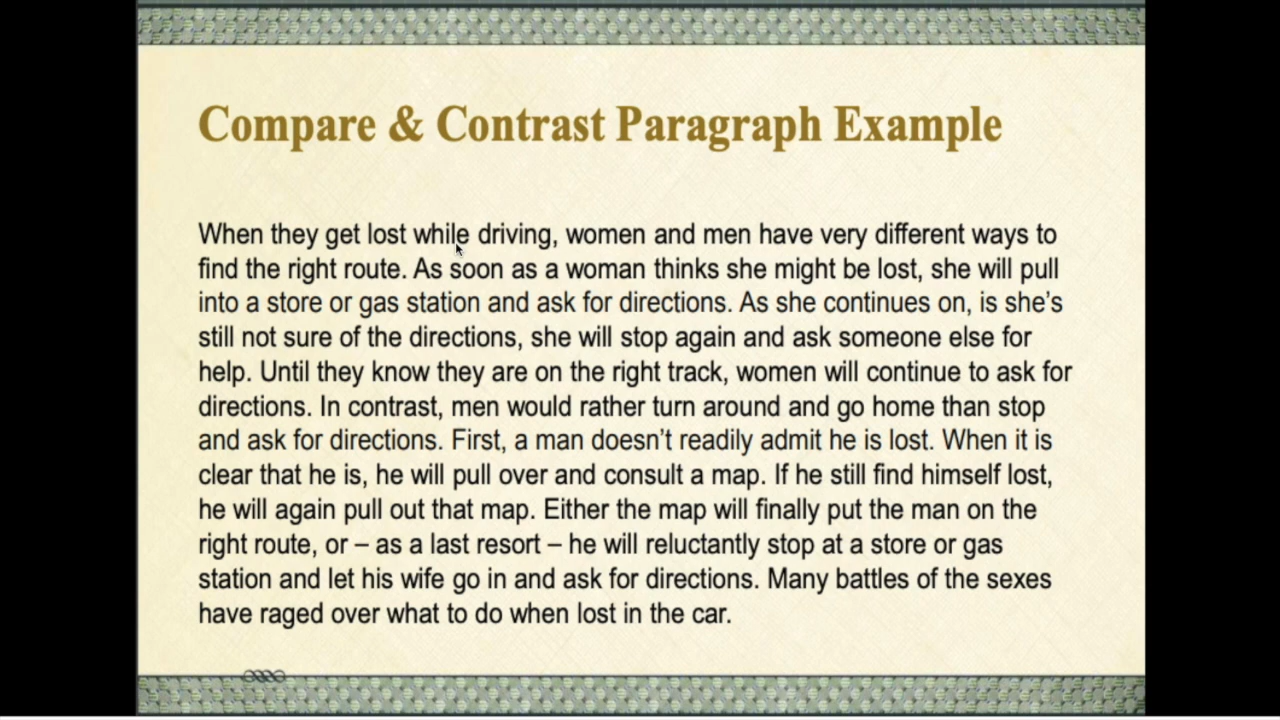 Compare & Contrast Paragraph Example
When they get lost while driving, women and men have very different ways to
find the right route. As soon as a woman thinks she might be lost, she will pull
into a store or gas station and ask for directions. As she continues on, is she’s
still not sure of the directions, she will stop again and ask someone else for
help. Until they know they are on the right track, women will continue to ask for
directions. In contrast, men would rather turn around and go home than stop
and ask for directions. First, a man doesn’t readily admit he is lost. When it is
clear that he is, he will pull over and consult a map. If he still find himself lost,
he will again pull out that map. Either the map will finally put the man on the
right route, or – as a last resort – he will reluctantly stop at a store or gas
station and let his wife go in and ask for directions. Many battles of the sexes
have raged over what to do when lost in the car.